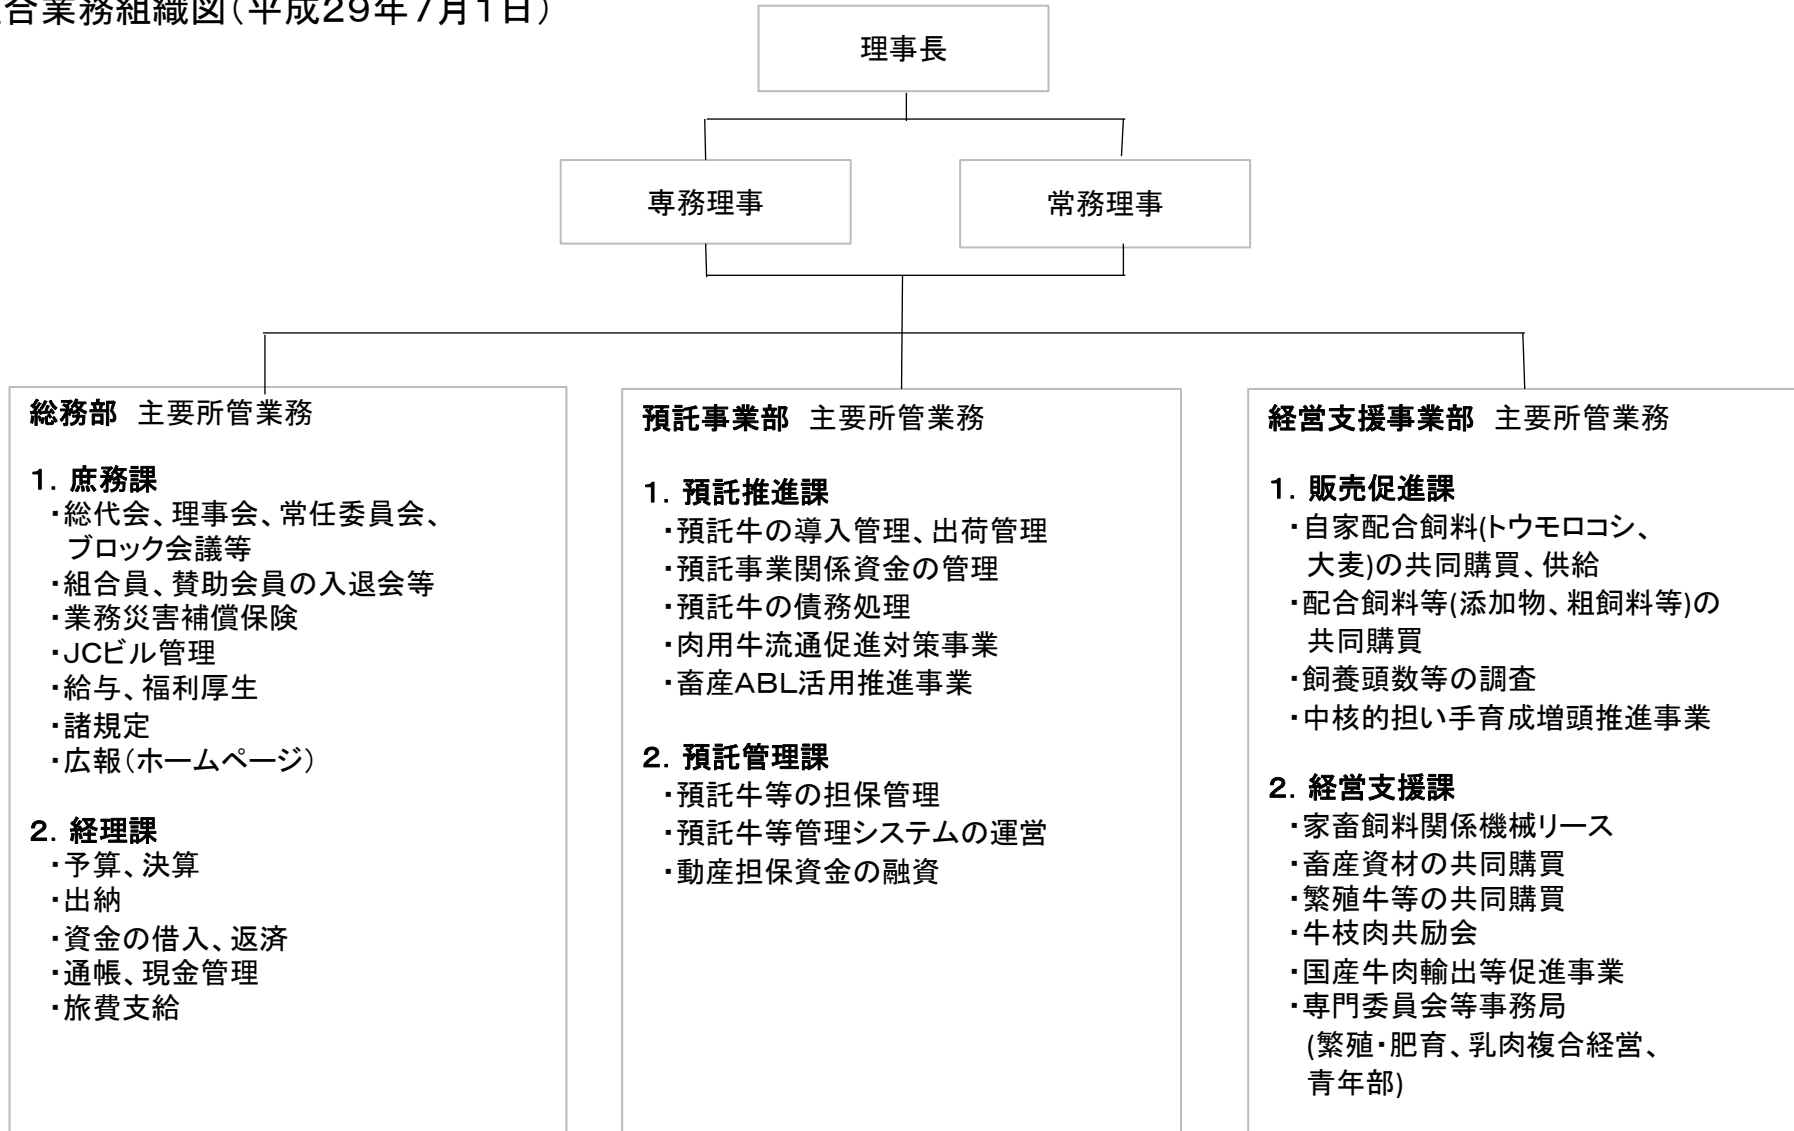 合業務組織図（平成２９年７月１日）
理事長
専務理事
常務理事
総務部 主要所管業務
１．庶務課
・総代会、理事会、常任委員会、
ブロック会議等
・組合員、賛助会員の入退会等
・業務災害補償保険
・JCビル管理
・給与、福利厚生
・諸規定
・広報（ホームページ）
２．経理課
・予算、決算
・出納
・資金の借入、返済
・通帳、現金管理
・旅費支給
預託事業部 主要所管業務
１．預託推進課
・預託牛の導入管理、出荷管理
・預託事業関係資金の管理
・預託牛の債務処理
・肉用牛流通促進対策事業
・畜産ＡＢＬ活用推進事業
２．預託管理課
・預託牛等の担保管理
・預託牛等管理システムの運営
・動産担保資金の融資
経営支援事業部 主要所管業務
１．販売促進課
・自家配合飼料(トウモロコシ、
大麦)の共同購買、供給
・配合飼料等(添加物、粗飼料等)の
共同購買
・飼養頭数等の調査
・中核的担い手育成増頭推進事業
２．経営支援課
・家畜飼料関係機械リース
・畜産資材の共同購買
・繁殖牛等の共同購買
・牛枝肉共励会
・国産牛肉輸出等促進事業
・専門委員会等事務局
(繁殖・肥育、乳肉複合経営、
青年部)